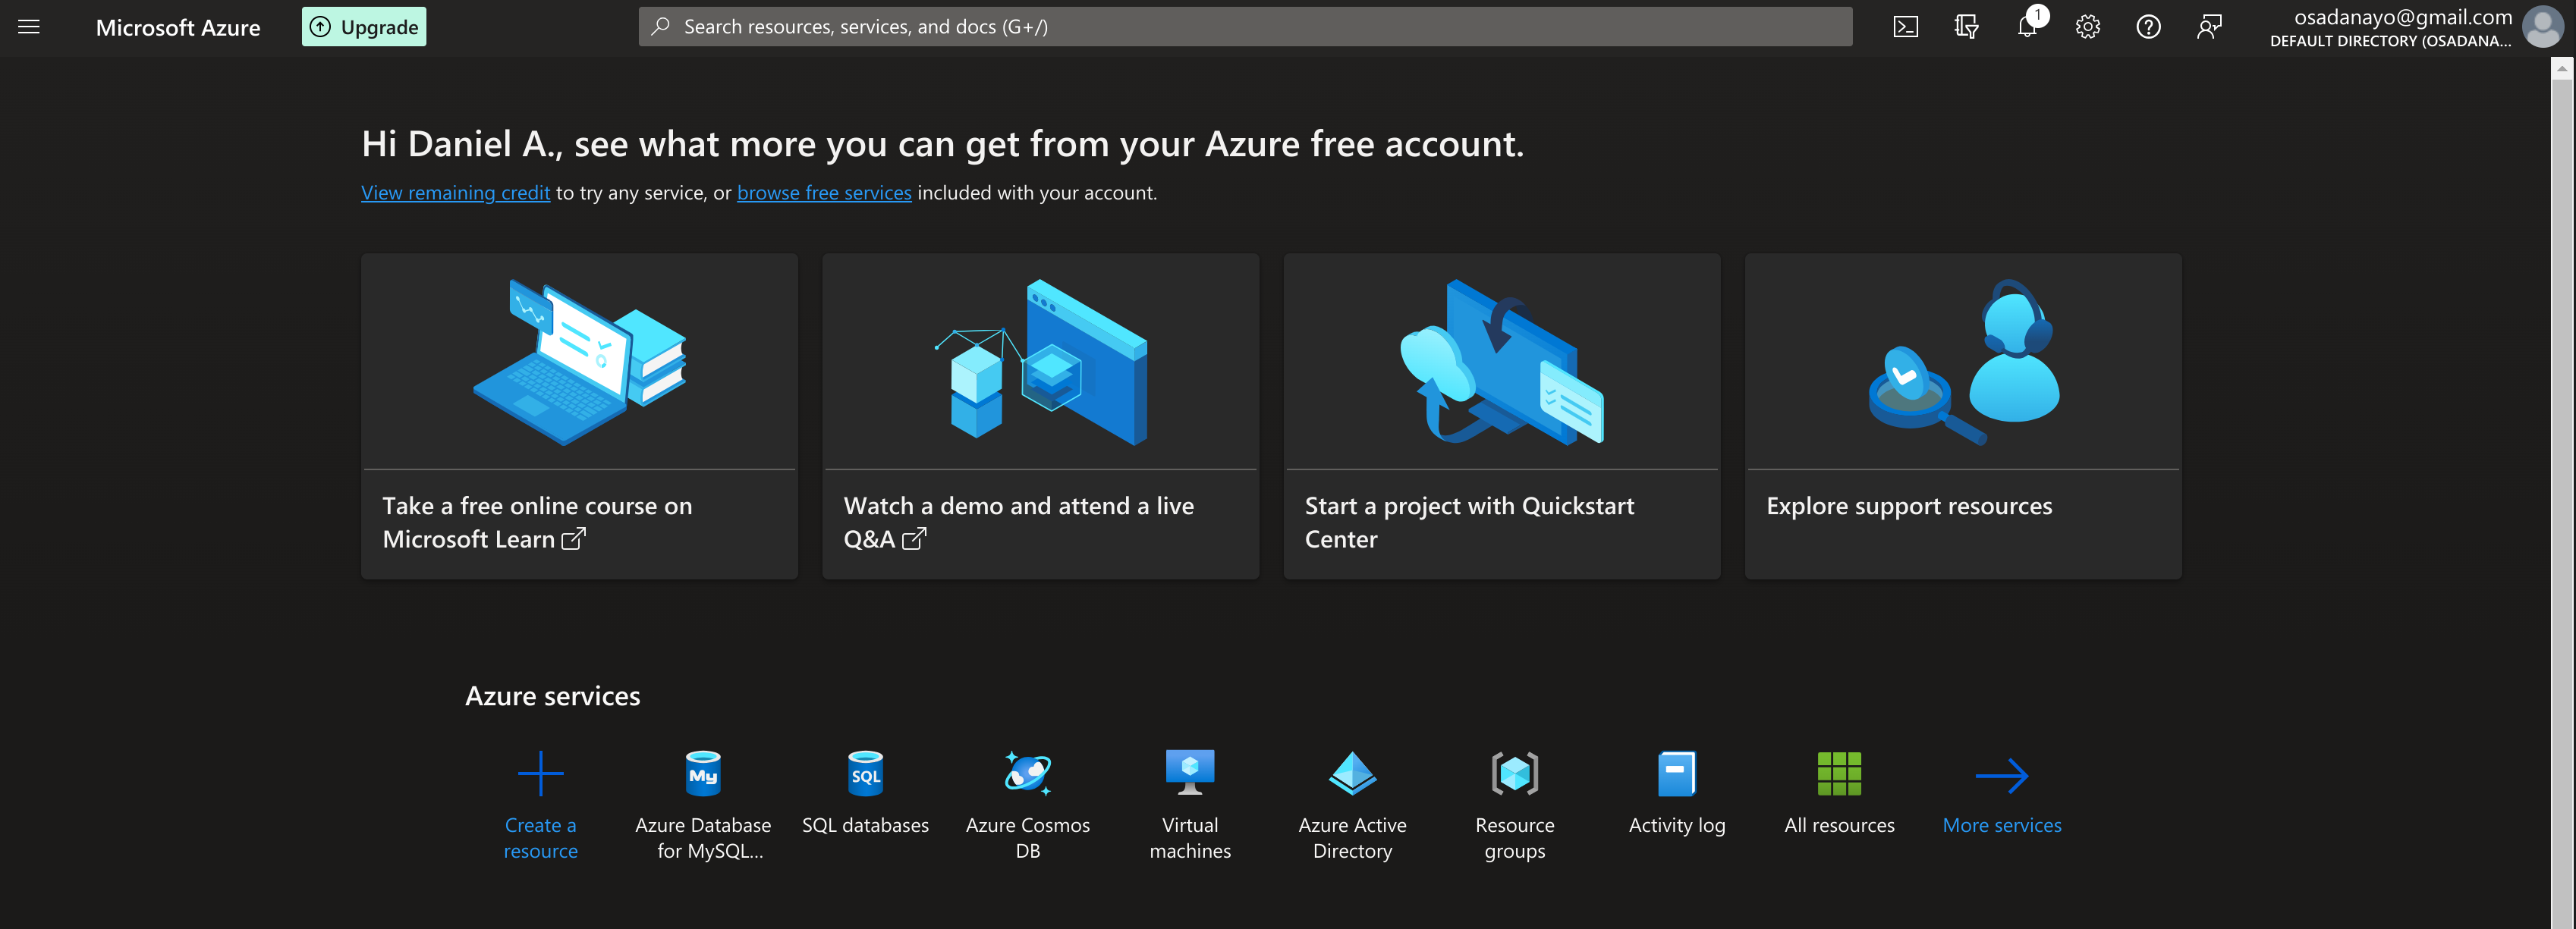 Microsoft Azure
Upgrade
Search resources, services, and docs (G+/)
1
osadanayo@gmail.com
DEFAULT DIRECTORY (OSADANA...
Hi Daniel A., see what more you can get from your Azure free account.
View remaining credit to try any service, or browse free services included with your account.
Take a free online course on
Microsoft Learn
Watch a demo and attend a live
Q&A
Start a project with Quickstart
Center
Explore support resources
Azure services
My
SQL
Create a
resource
Azure Database
for MySQL...
SQL databases
Azure Cosmos
DB
Virtual
machines
Azure Active
Directory
Resource
groups
Activity log
All resources
More services